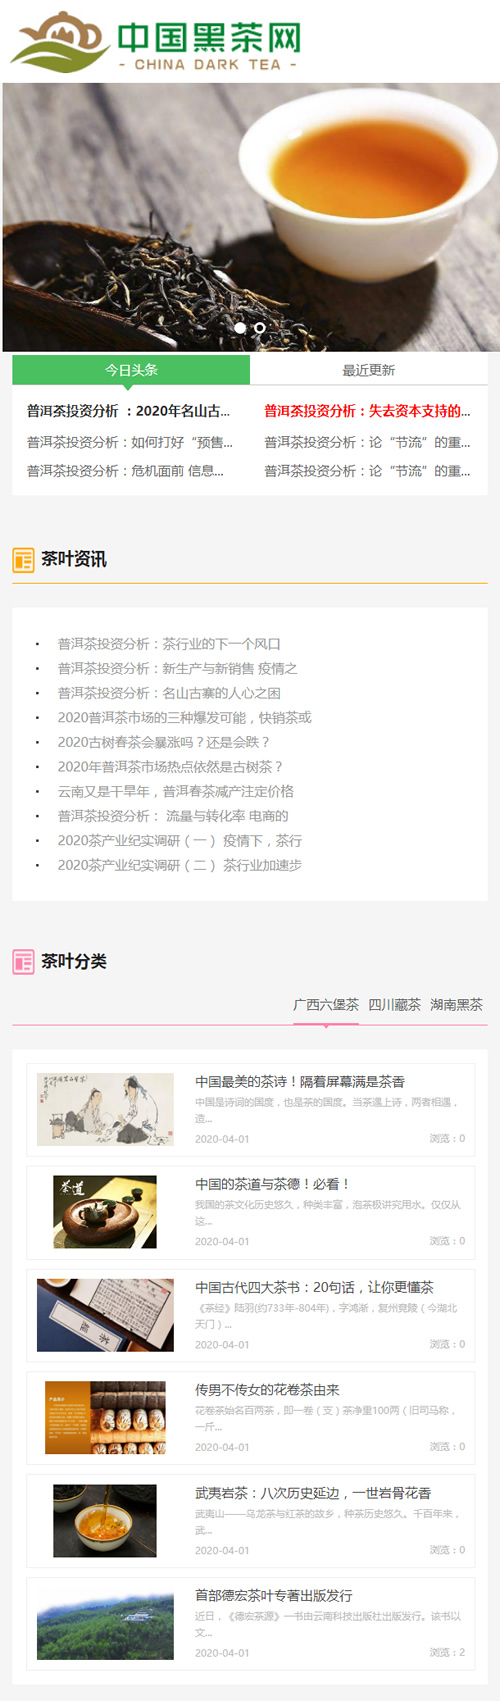 中国黑茶网
- CHINA DARK TEA -
今日头条
最近更新
普洱茶投资分析 ：2020年名山古...
普洱茶投资分析：失去资本支持的...
普洱茶投资分析：如何打好“预售...
普洱茶投资分析：论“节流”的重...
普洱茶投资分析：危机面前 信息...
普洱茶投资分析：论“节流”的重...
茶叶资讯
普洱茶投资分析：茶行业的下一个风口
普洱茶投资分析：新生产与新销售 疫情之
普洱茶投资分析：名山古寨的人心之困
2020普洱茶市场的三种爆发可能，快销茶或
2020古树春茶会暴涨吗？还是会跌？
2020年普洱茶市场热点依然是古树茶？
云南又是干旱年，普洱春茶减产注定价格
普洱茶投资分析： 流量与转化率 电商的
2020茶产业纪实调研（一） 疫情下，茶行
2020茶产业纪实调研（二） 茶行业加速步
茶叶分类
广西六堡茶 四川藏茶 湖南黑茶
中国最美的茶诗！隔着屏幕满是茶香
中国是诗词的国度，也是茶的国度。当茶遇上诗，两者相遇，
造...
2020-04-01
浏览：0
茶道
中国的茶道与茶德！必看！
我国的茶文化历史悠久，种类丰富，泡茶极讲究用水。仅仅从
这...
2020-04-01
浏览：0
茶经
中国古代四大茶书：20句话，让你更懂茶
《茶经》陆羽(约733年-804年)，字鸿渐，复州竟陵（今湖北
天门）...
2020-04-01
浏览：0
产品简介
传男不传女的花卷茶由来
花卷茶始名百两茶，即一卷（支）茶净重100两（旧司马称，
一斤...
2020-04-01
浏览：0
武夷岩茶：八次历史延边，一世岩骨花香
武夷山——乌龙茶与红茶的故乡，种茶历史悠久。千百年来，
武...
2020-04-01
浏览：0
首部德宏茶叶专著出版发行
近日，《德宏茶源》一书由云南科技出版社出版发行。该书以
文...
2020-04-01
浏览：2